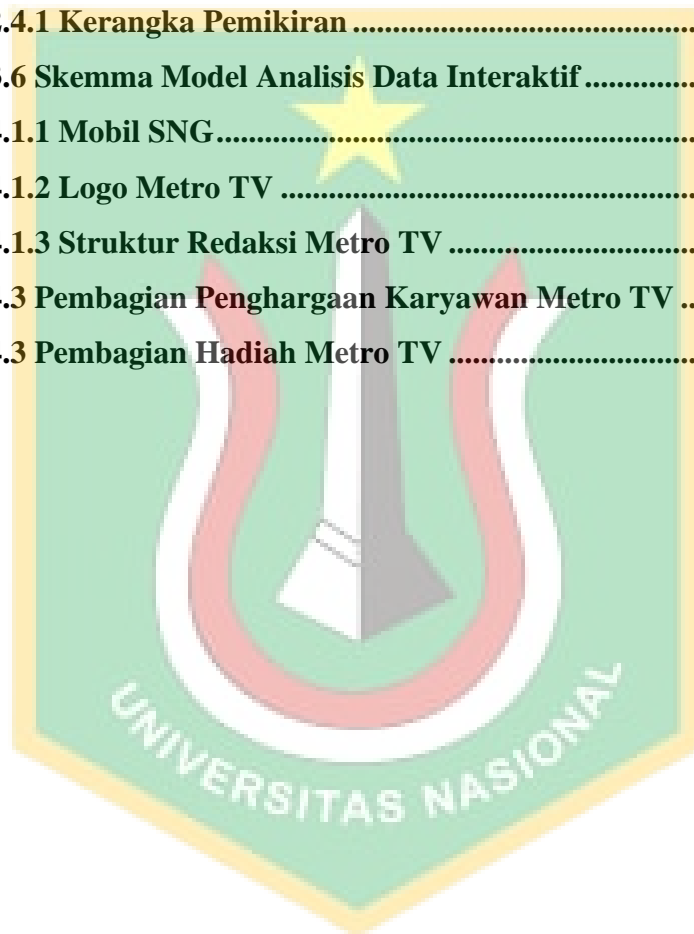 .4.1 Kerangka Pemikiran ........................................
.6 Skemma Model Analisis Data Interaktif .............
.1.1 Mobil SNG.........................................................
.1.2 Logo Metro TV .................................................
.1.3 Struktur Redaksi Metro TV .............................
.3 Pembagian Penghargaan Karyawan Metro TV ..
.3 Pembagian Hadiah Metro TV .............................
UNIVERSITAS NASIONAL